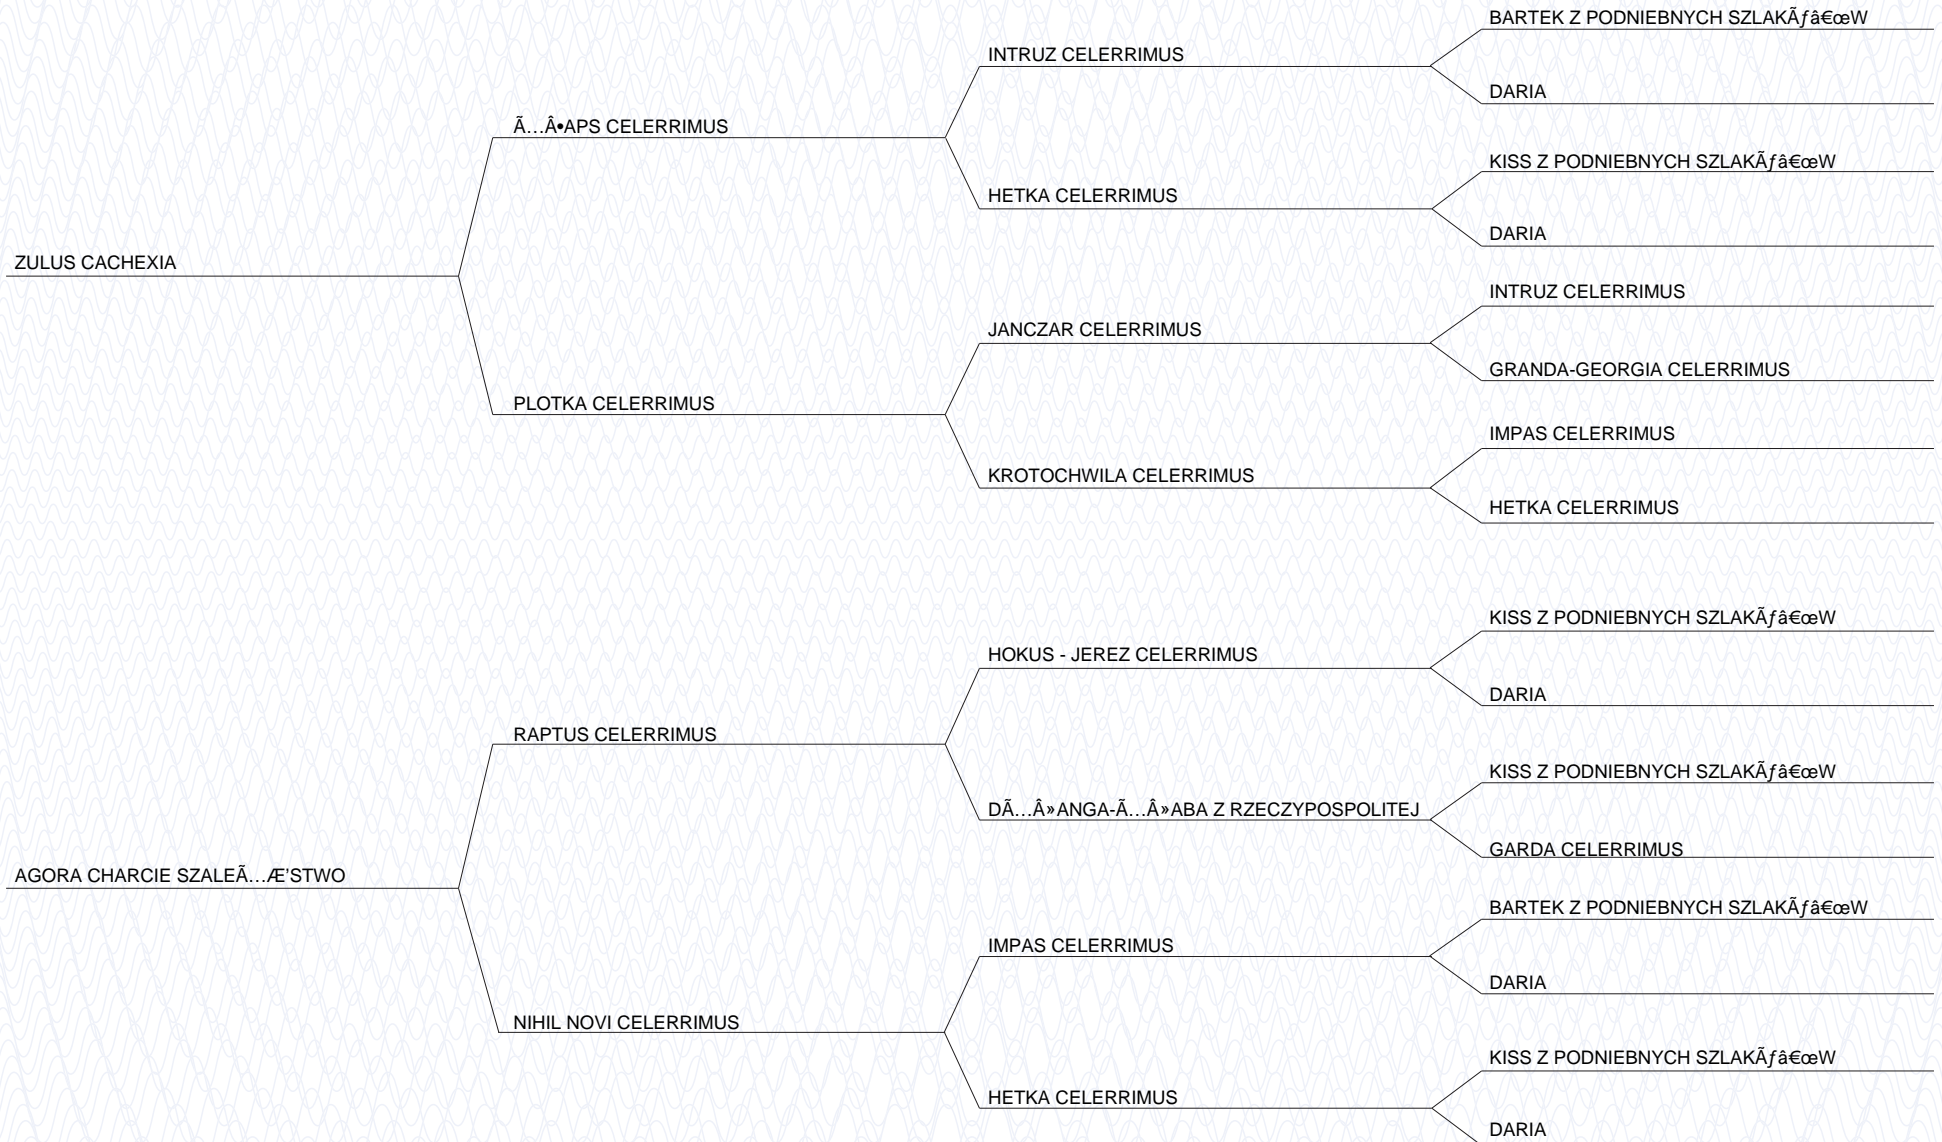 BARTEK Z PODNIEBNYCH SZLAKÃƒâ€œW
INTRUZ CELERRIMUS
DARIA
Ã…Â•APS CELERRIMUS
KISS Z PODNIEBNYCH SZLAKÃƒâ€œW
HETKA CELERRIMUS
DARIA
ZULUS CACHEXIA
INTRUZ CELERRIMUS
JANCZAR CELERRIMUS
GRANDA-GEORGIA CELERRIMUS
PLOTKA CELERRIMUS
IMPAS CELERRIMUS
KROTOCHWILA CELERRIMUS
HETKA CELERRIMUS
KISS Z PODNIEBNYCH SZLAKÃƒâ€œW
HOKUS - JEREZ CELERRIMUS
DARIA
RAPTUS CELERRIMUS
KISS Z PODNIEBNYCH SZLAKÃƒâ€œW
DÃ…Â»ANGA-Ã…Â»ABA Z RZECZYPOSPOLITEJ
GARDA CELERRIMUS
AGORA CHARCIE SZALEÃ…Æ'STWO
BARTEK Z PODNIEBNYCH SZLAKÃƒâ€œW
IMPAS CELERRIMUS
DARIA
NIHIL NOVI CELERRIMUS
KISS Z PODNIEBNYCH SZLAKÃƒâ€œW
HETKA CELERRIMUS
DARIA